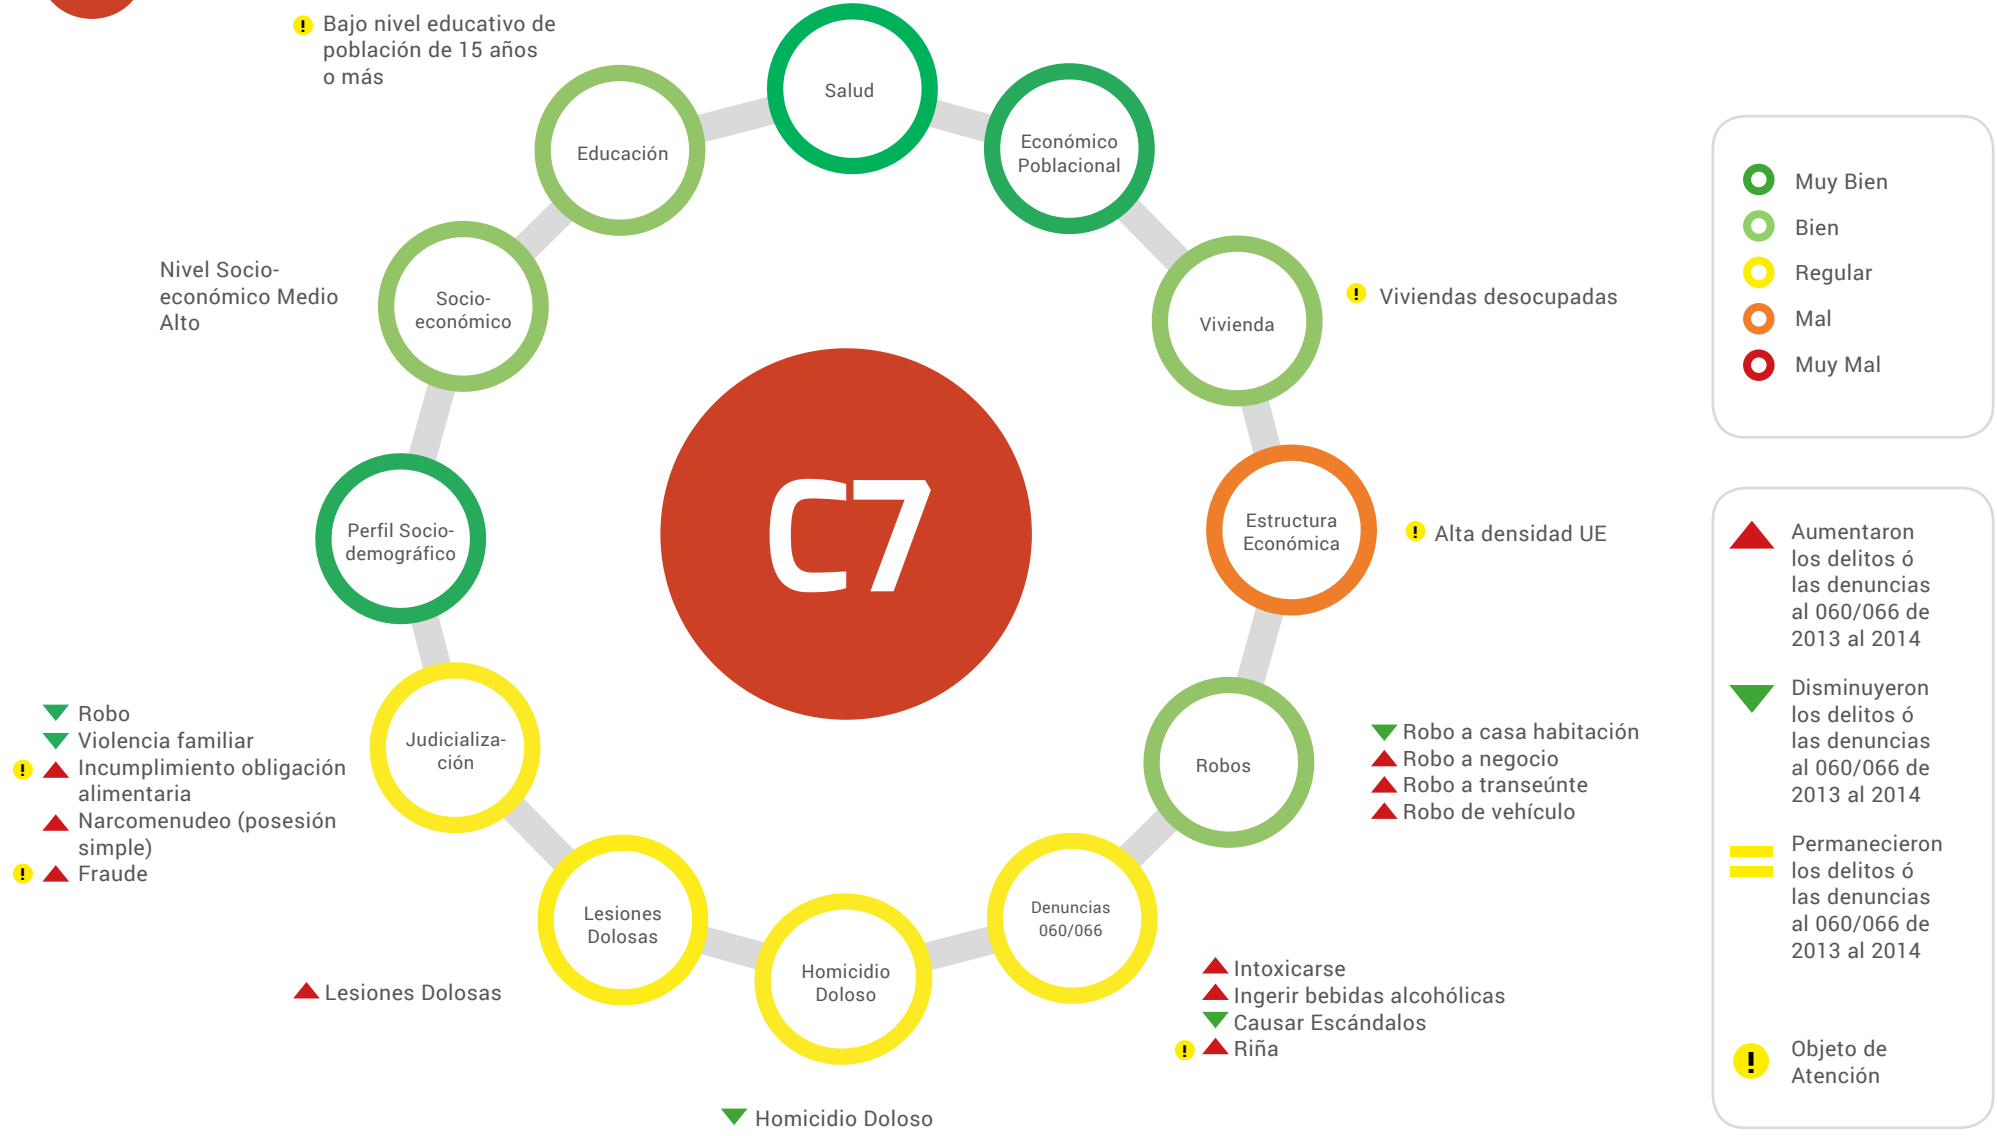 ! Bajo nivel educativo de
población de 15 años
o más
Salud
Educación
Económico
Poblacional
Nivel Socio-
económico Medio
Alto
Socio-
económico
Vivienda
! Viviendas desocupadas
C7
Perfil Socio-
demográfico
Estructura
Económica
! Alta densidad UE
Judicializa-
ción
Robo
Violencia familiar
! Incumplimiento obligación
alimentaria
Narcomenudeo (posesión
simple)
! Fraude
Robos
Robo a casa habitación
Robo a negocio
Robo a transeúnte
Robo de vehículo
Lesiones
Dolosas
Lesiones Dolosas
Homicidio
Doloso
Homicidio Doloso
Denuncias
060/066
Intoxicarse
Ingerir bebidas alcohólicas
Causar Escándalos
! Riña
Muy Bien
Bien
Regular
Mal
Muy Mal
Aumentaron
los delitos ó
las denuncias
al 060/066 de
2013 al 2014
Disminuyeron
los delitos ó
las denuncias
al 060/066 de
2013 al 2014
Permanecieron
los delitos ó
las denuncias
al 060/066 de
2013 al 2014
! Objeto de
Atención